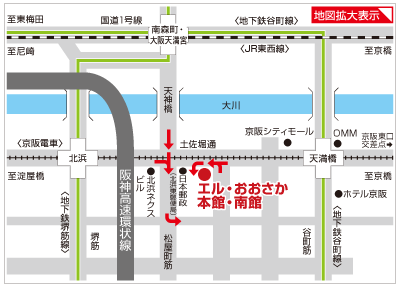 至東梅田
国道1号線
南森町・
大阪天満宮
〈地下鉄谷町線〉
地図拡大表示
至尼崎
〈JR東西線〉
至京橋
天神橋
大川
〈京阪電車〉
土佐堀通
京阪シティモール
OMM
京阪東口
交差点
北浜
天満橋
至淀屋橋
至京橋
阪神高速環状線
北浜ネクス
ビル
日本郵政
エル・おおさか
本館・南館
ホテル京阪
〈地下鉄堺筋線〉
堺筋
松屋町筋
谷町筋
〈地下鉄谷町線〉